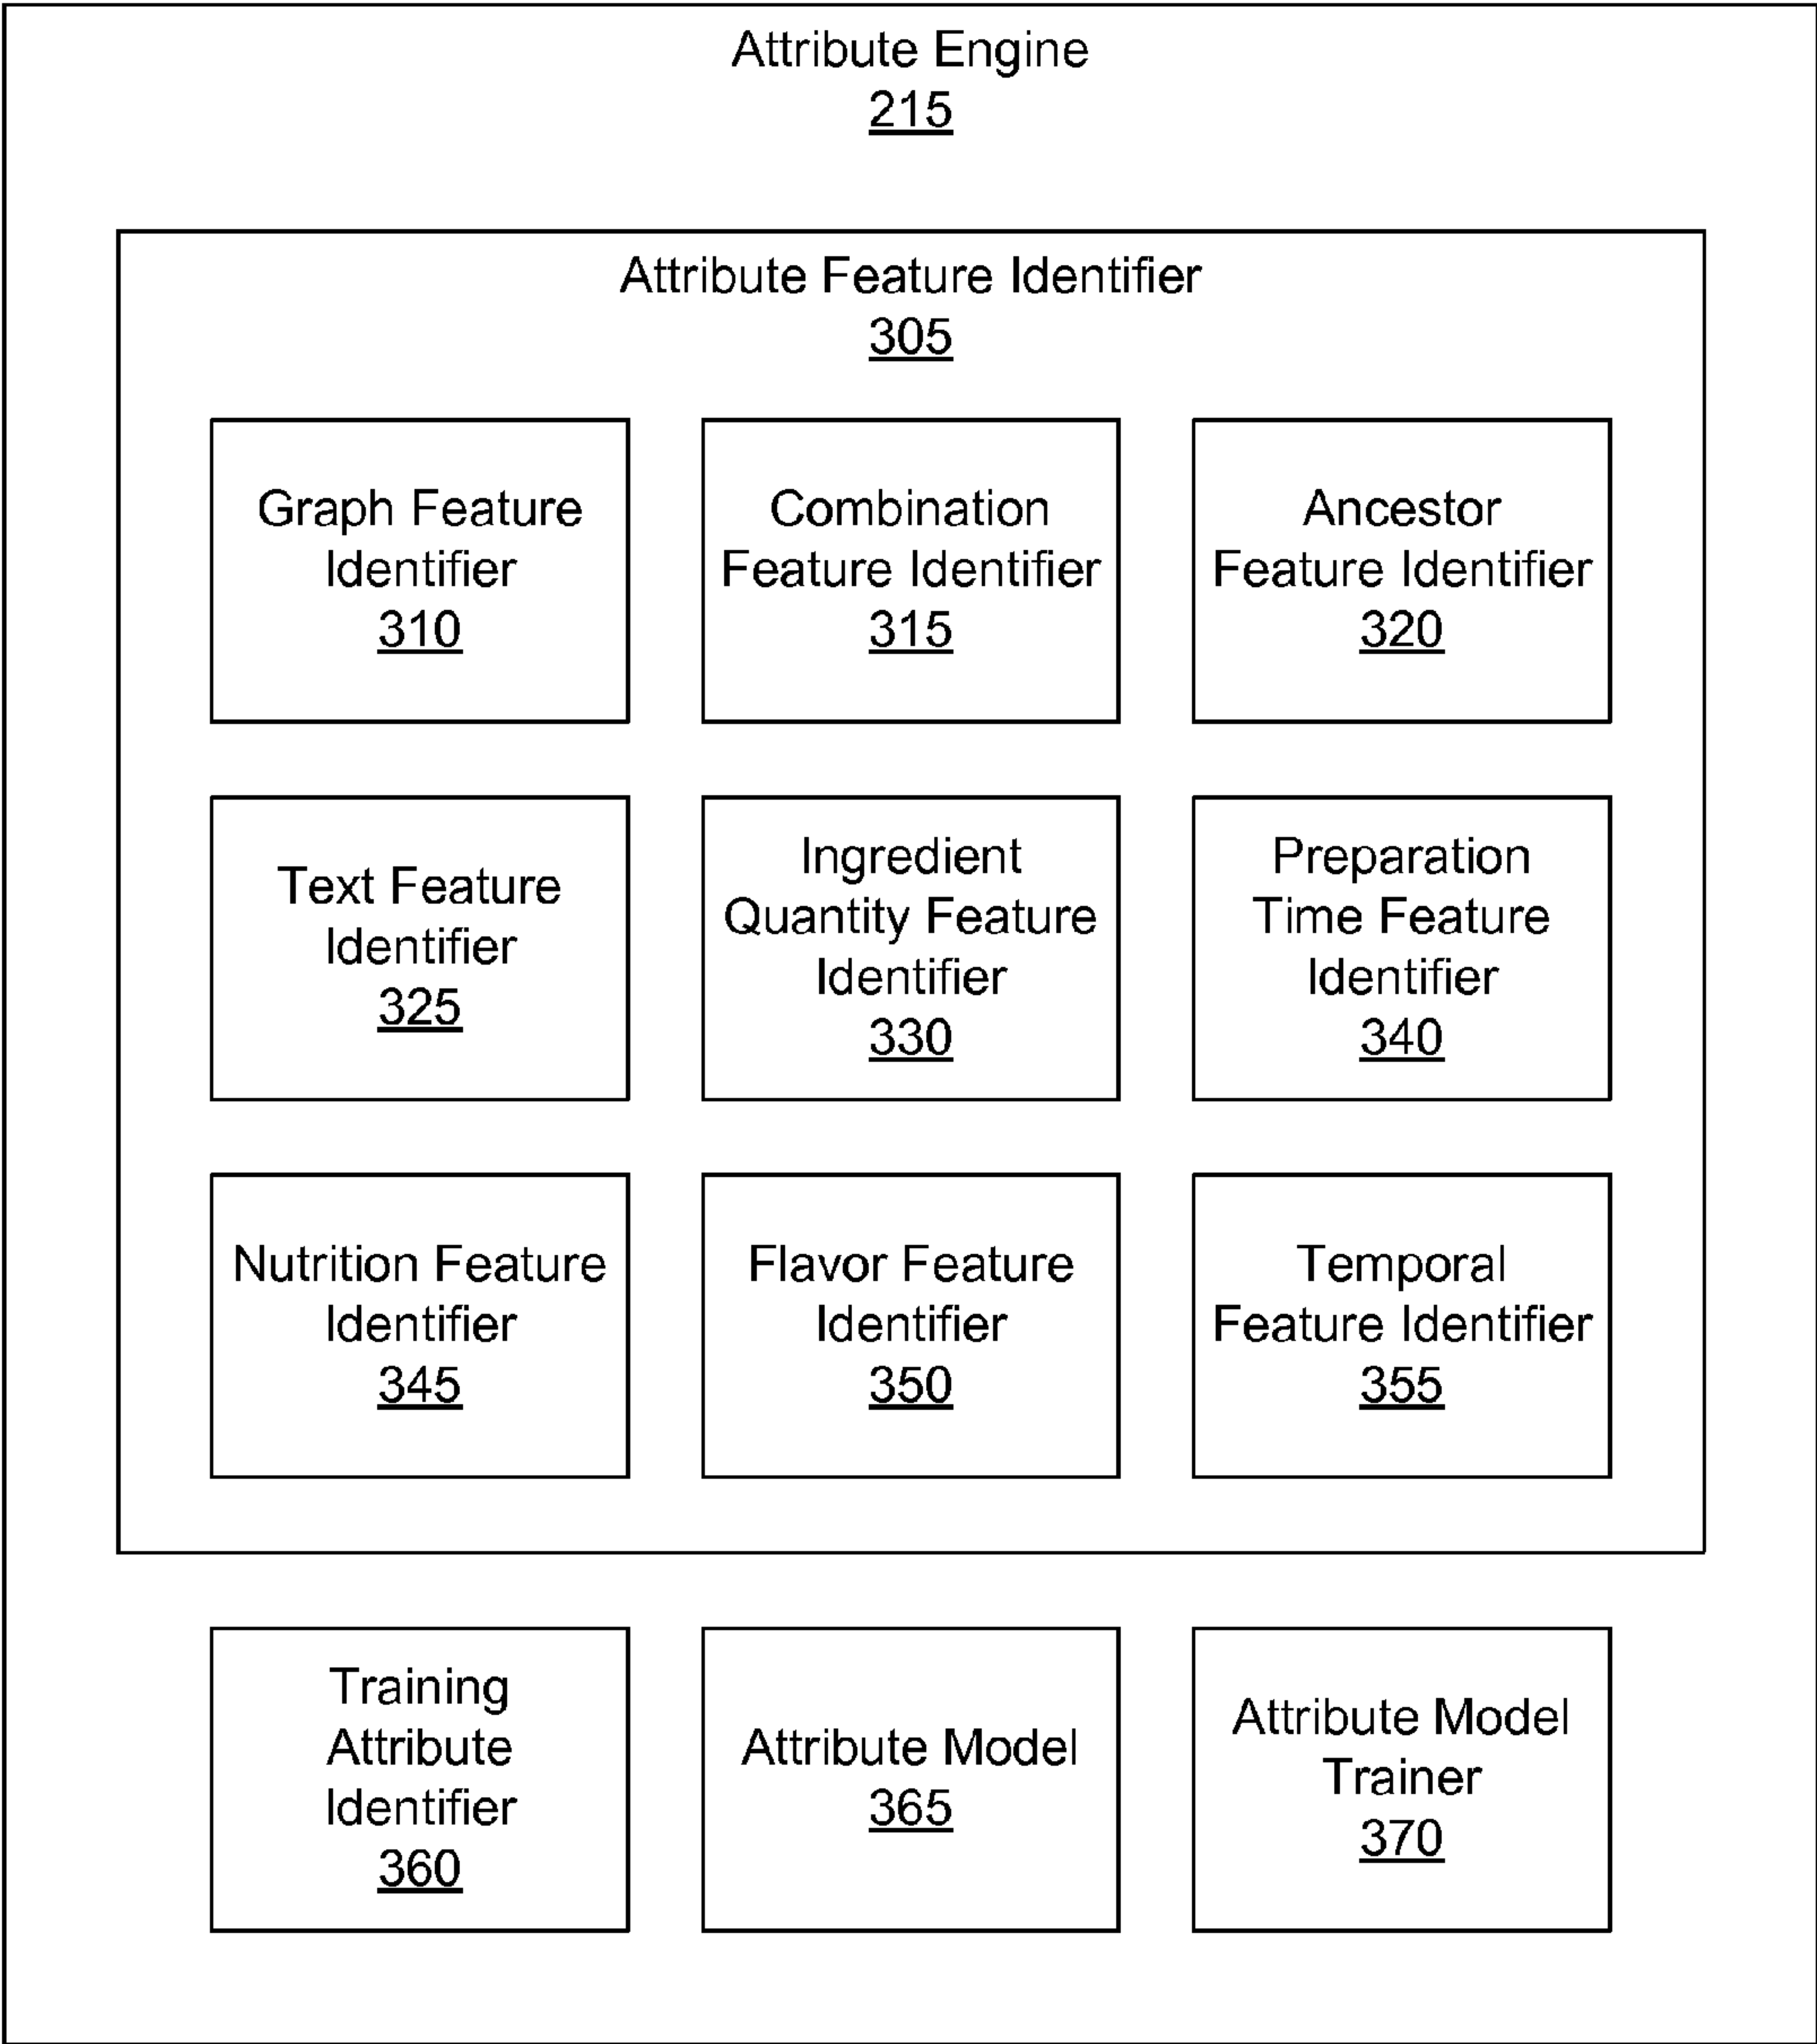 Attribute Engine
215
Attribute Feature Identifier
305
Graph Feature
Identifier
310
Combination
Feature Identifier
315
Ancestor
Feature Identifier
320
Text Feature
Identifier
325
Ingredient
Quantity Feature
Identifier
330
Preparation
Time Feature
Identifier
340
Nutrition Feature
Identifier
345
Flavor Feature
Identifier
350
Temporal
Feature Identifier
355
Training
Attribute
Identifier
360
Attribute Model
365
Attribute Model
Trainer
370